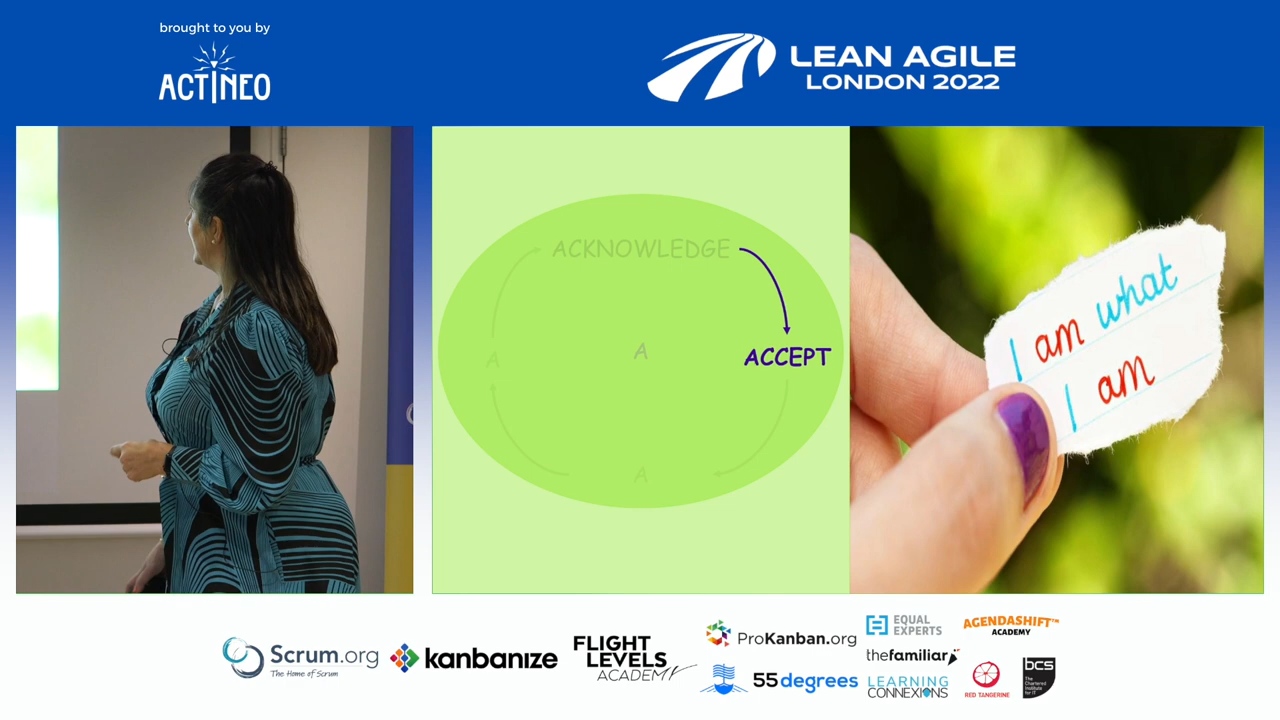 brought to you by
ACTINEO
LEAN AGILE
LONDON 2022
ACKNOWLEDGE
ACCEPT
A
A
A
I am what
I am
Scrum.org
The Home of Scrum
kanbanize
FLIGHT
LEVELS
ACADEMY
ProKanban.org
55degrees
EQUAL
EXPERTS
thefamiliar
LEARNING
CONNEXIONS
AGENDASHIFT™
ACADEMY
RED TANGERINE
bcs
The
Chartered
Institute
for IT